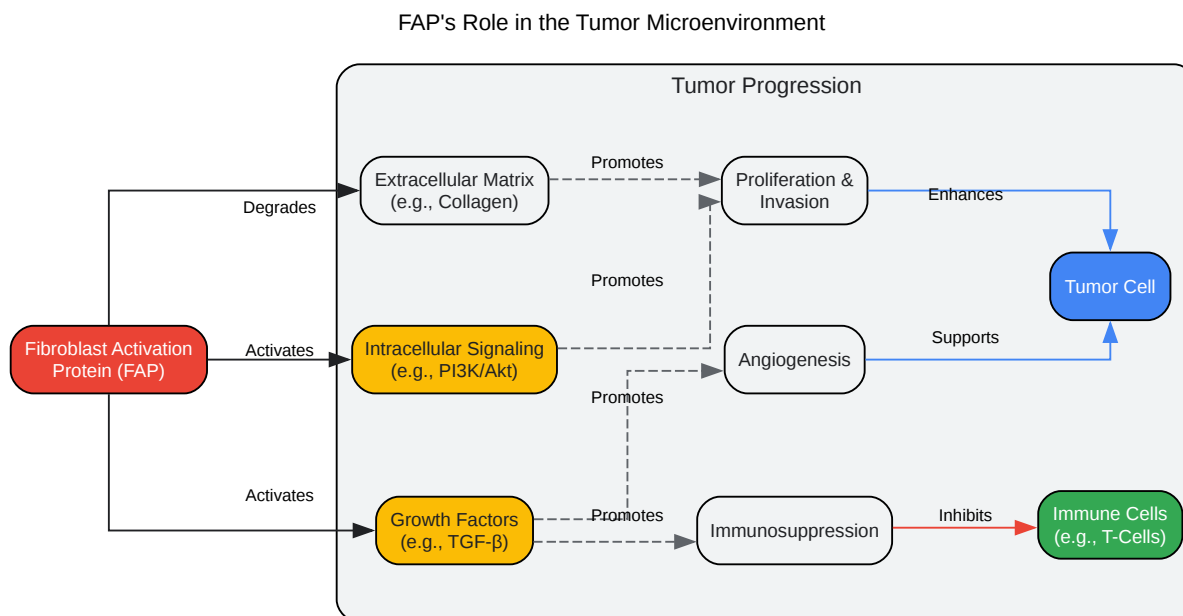 FAP's Role in the Tumor Microenvironment
Tumor Progression
Promotes
Extracellular Matrix
(e.g., Collagen)
Proliferation &
Invasion
Degrades
Enhances
Promotes
Tumor Cell
Fibroblast Activation
Protein (FAP)
Activates
Intracellular Signaling
(e.g., PI3K/Akt)
Angiogenesis
Supports
Promotes
Activates
Growth Factors
(e.g., TGF-β)
Promotes
Immunosuppression
Inhibits
Immune Cells
(e.g., T-Cells)